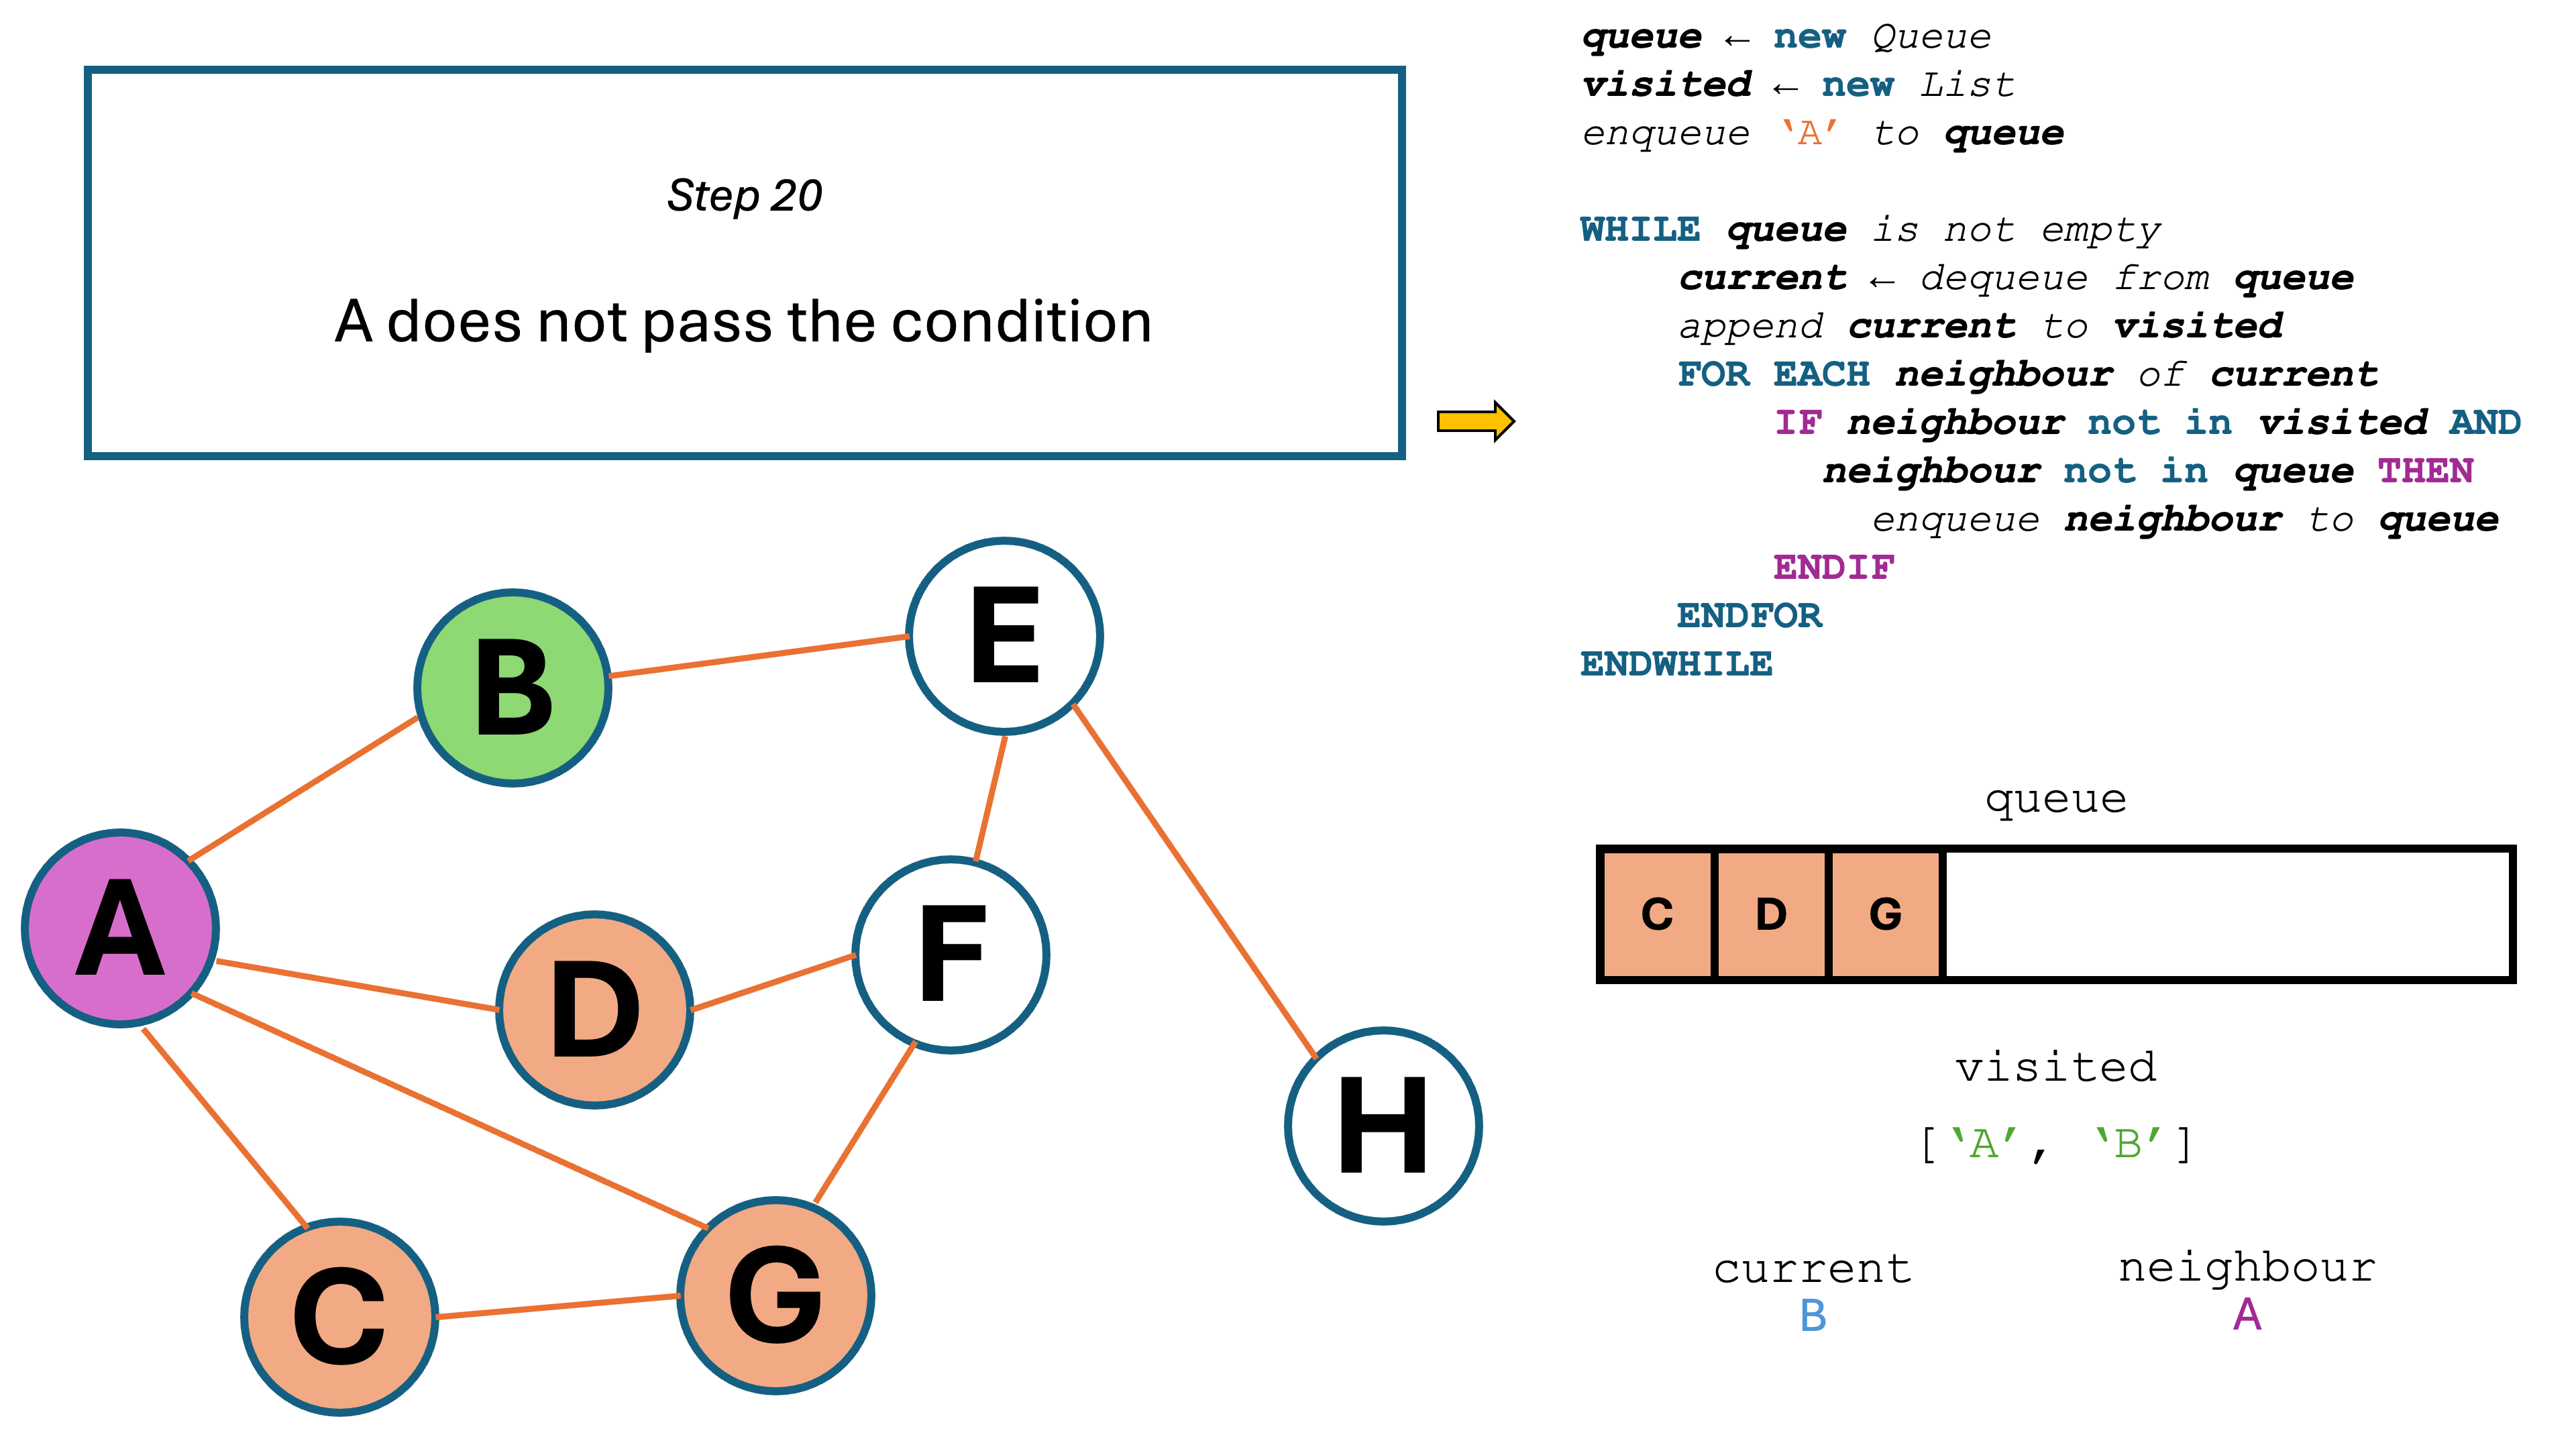 Step 20
A does not pass the condition
queue ← new Queue
visited ← new List
enqueue ‘A’ to queue
WHILE queue is not empty
current ← dequeue from queue
append current to visited
FOR EACH neighbour of current
IF neighbour not in visited AND
neighbour not in queue THEN
enqueue neighbour to queue
ENDIF
ENDFOR
ENDWHILE
B
E
A
D
F
C
G
H
queue
C D G
visited
[‘A’, ‘B’]
current
B
neighbour
A